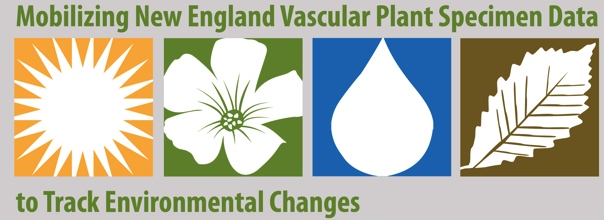 Mobilizing New England Vascular Plant Specimen Data
to Track Environmental Changes